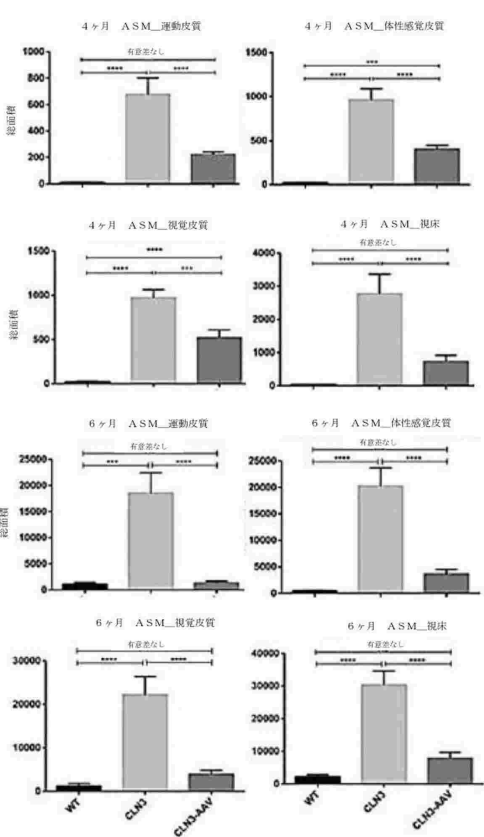 4ヶ月 ASM__運動皮質
4ヶ月 ASM__体性感覚皮質
有意差なし
**** ****
***
**** ****
総面積
1000
800
600
400
200
0
1500
1000
500
0
4ヶ月 ASM__視覚皮質
4ヶ月 ASM__視床
****
**** ***
有意差なし
**** ****
総面積
1500
1000
500
0
4000
3000
2000
1000
0
6ヶ月 ASM__運動皮質
6ヶ月 ASM__体性感覚皮質
有意差なし
*** ****
有意差なし
**** ****
総面積
25000
20000
15000
10000
5000
0
25000
20000
15000
10000
5000
0
6ヶ月 ASM__視覚皮質
6ヶ月 ASM__視床
有意差なし
**** ****
有意差なし
**** ****
30000
20000
10000
0
40000
30000
20000
10000
0
WT
CLN3
CLN3-AAV
WT
CLN3
CLN3-AAV